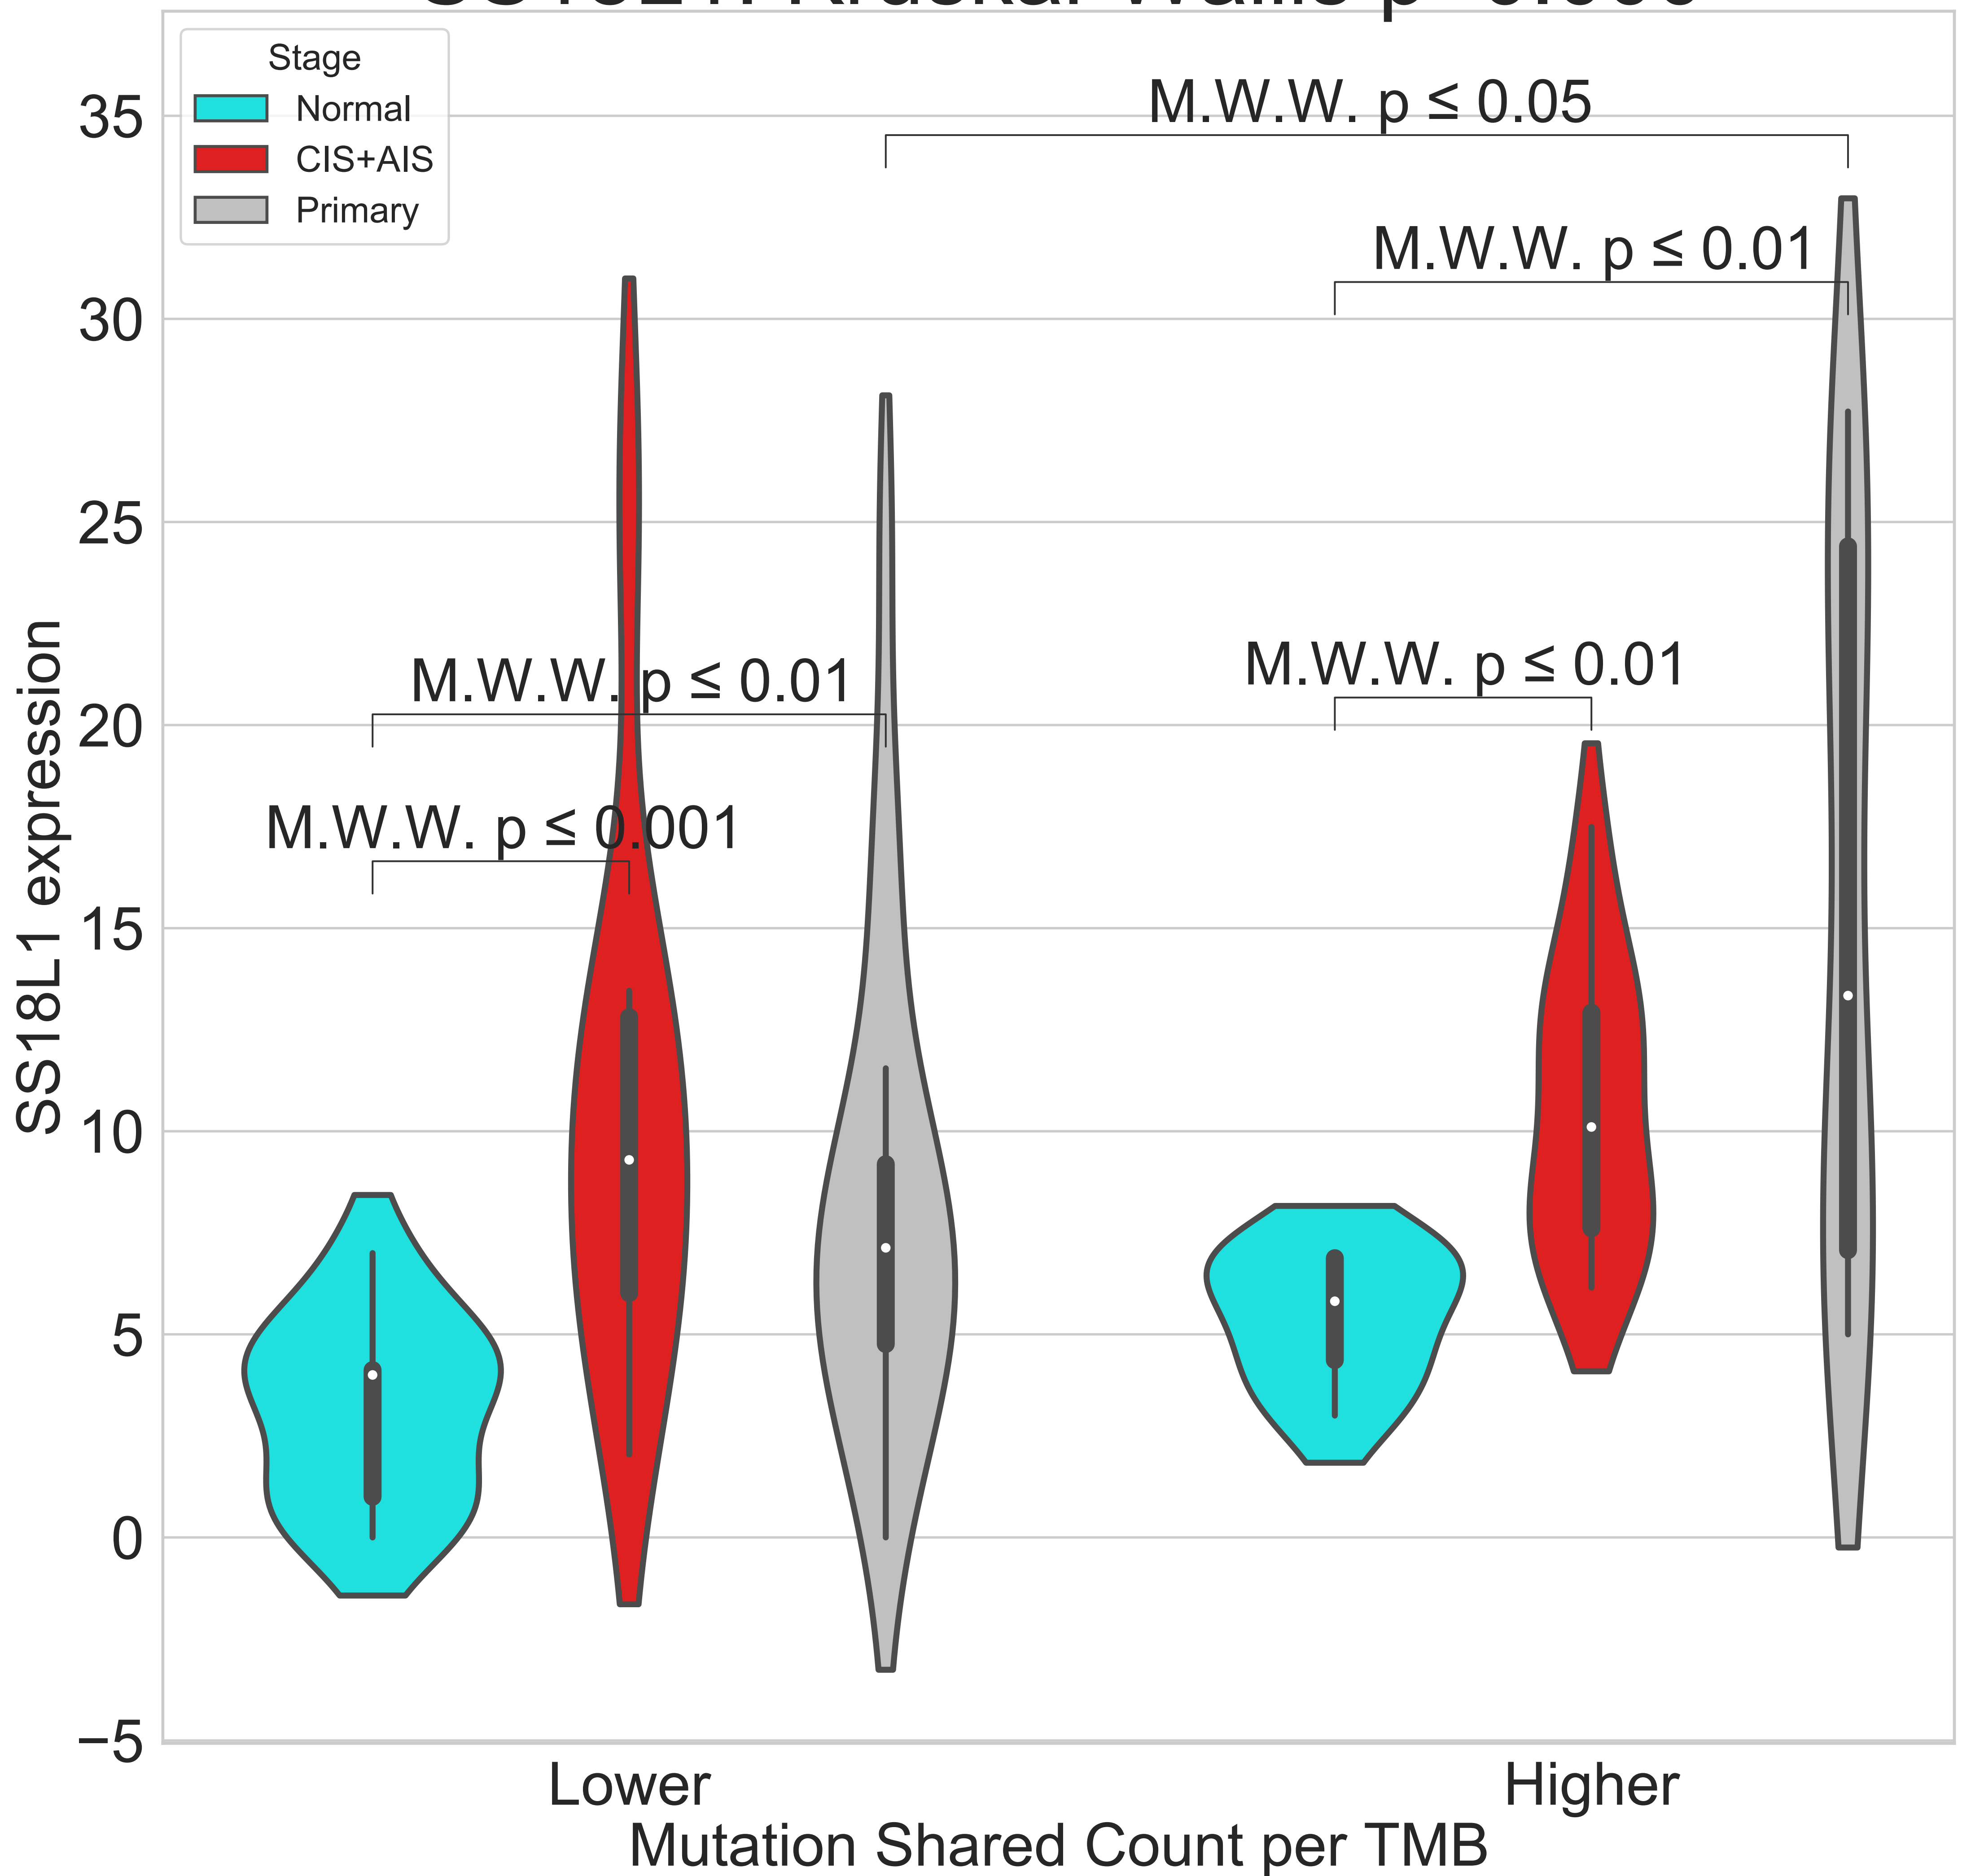 Stage
Normal
CIS+AIS
Primary
M.W.W. p ≤ 0.05
M.W.W. p ≤ 0.01
M.W.W. p ≤ 0.01
M.W.W. p ≤ 0.01
M.W.W. p ≤ 0.001
35
30
25
20
15
10
5
0
−5
SS18L1 expression
Lower
Higher
Mutation Shared Count per TMB